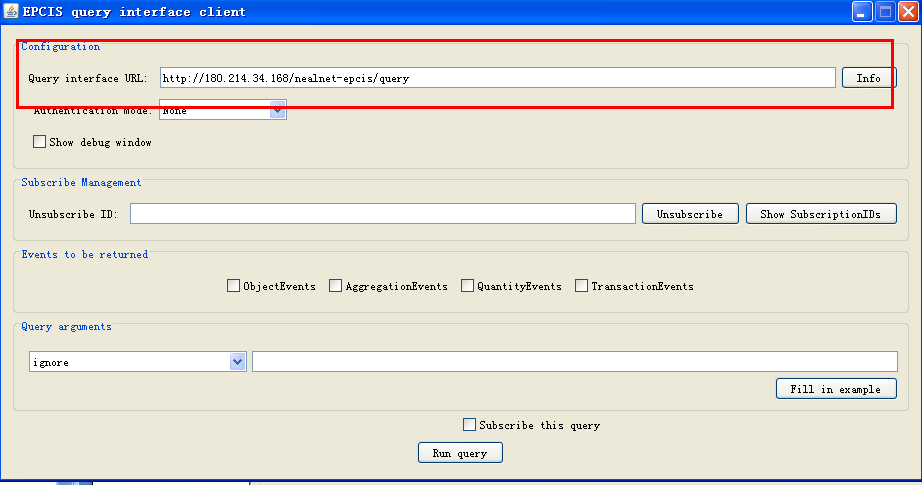 EPCIS query interface client
Configuration
Query interface URL: http://180.214.34.168/nealnet-epcis/query Info
Authentication mode: None
Show debug window
Subscribe Management
Unsubscribe ID: Unsubscribe Show SubscriptionIDs
Events to be returned
ObjectEvents AggregationEvents QuantityEvents TransactionEvents
Query arguments
ignore
Fill in example
Subscribe this query
Run query